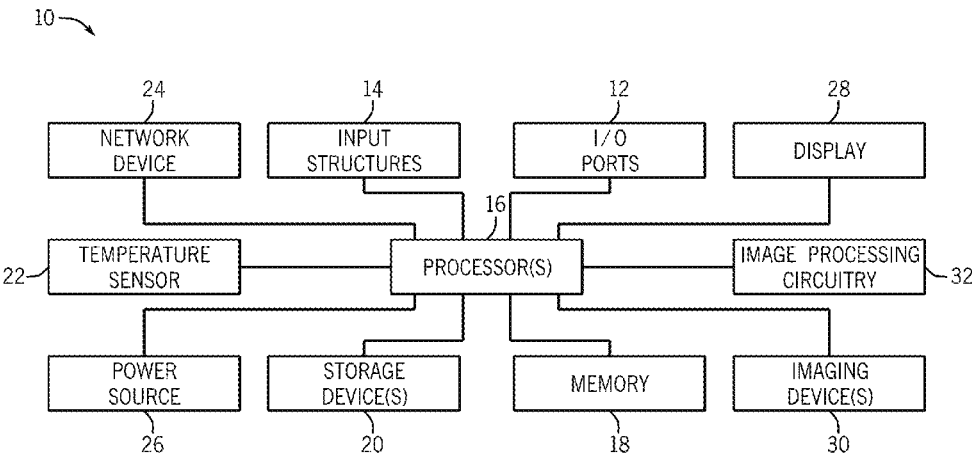 10
24
14
12
28
NETWORK
DEVICE
INPUT
STRUCTURES
I/O
PORTS
DISPLAY
16
22
TEMPERATURE
SENSOR
PROCESSOR(S)
IMAGE PROCESSING
CIRCUITRY
32
POWER
SOURCE
STORAGE
DEVICE(S)
MEMORY
IMAGING
DEVICE(S)
26
20
18
30